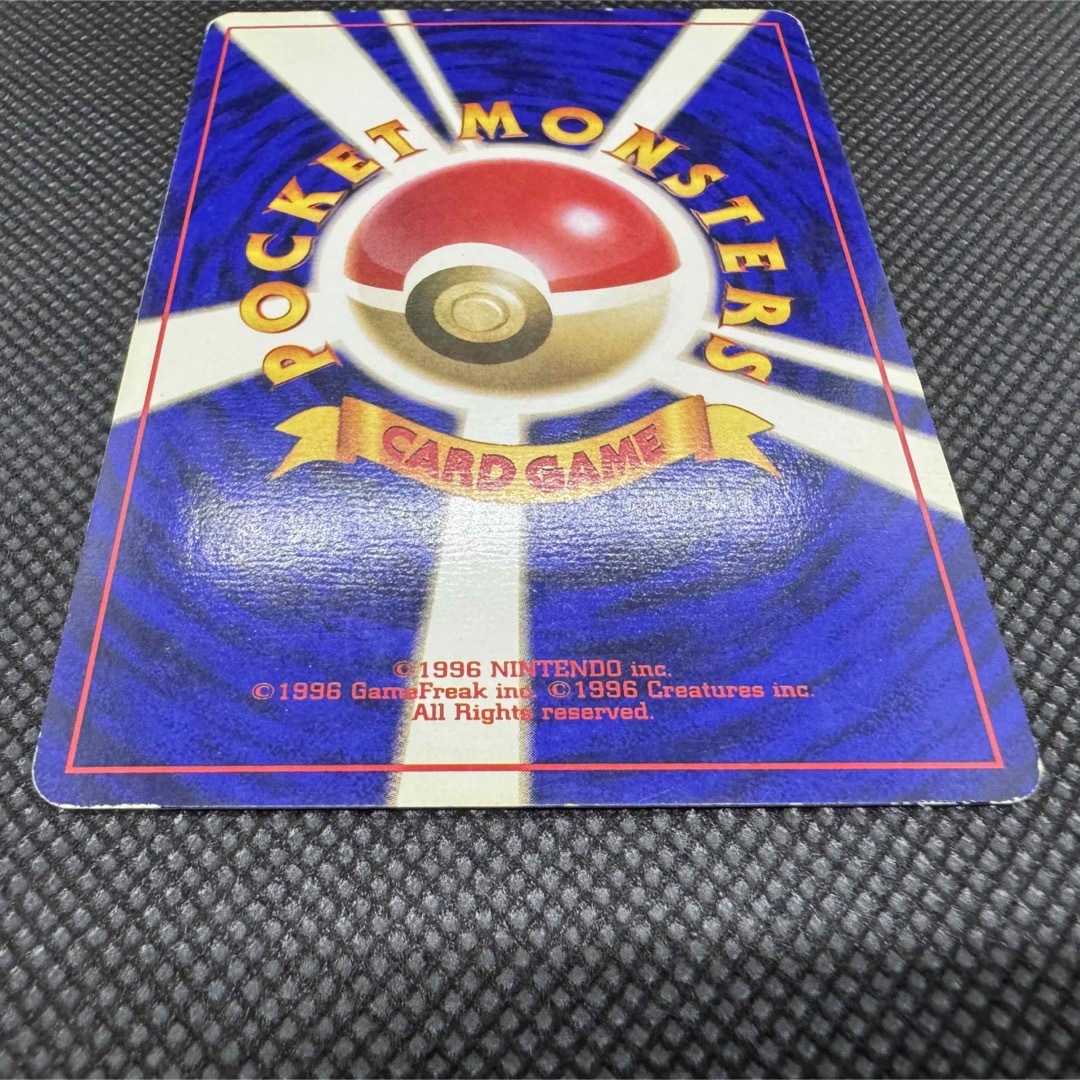 POCKET MONSTERS
CARD GAME
©1996 NINTENDO inc.
©1996 GameFreak inc. ©1996 Creatures inc.
All Rights reserved.